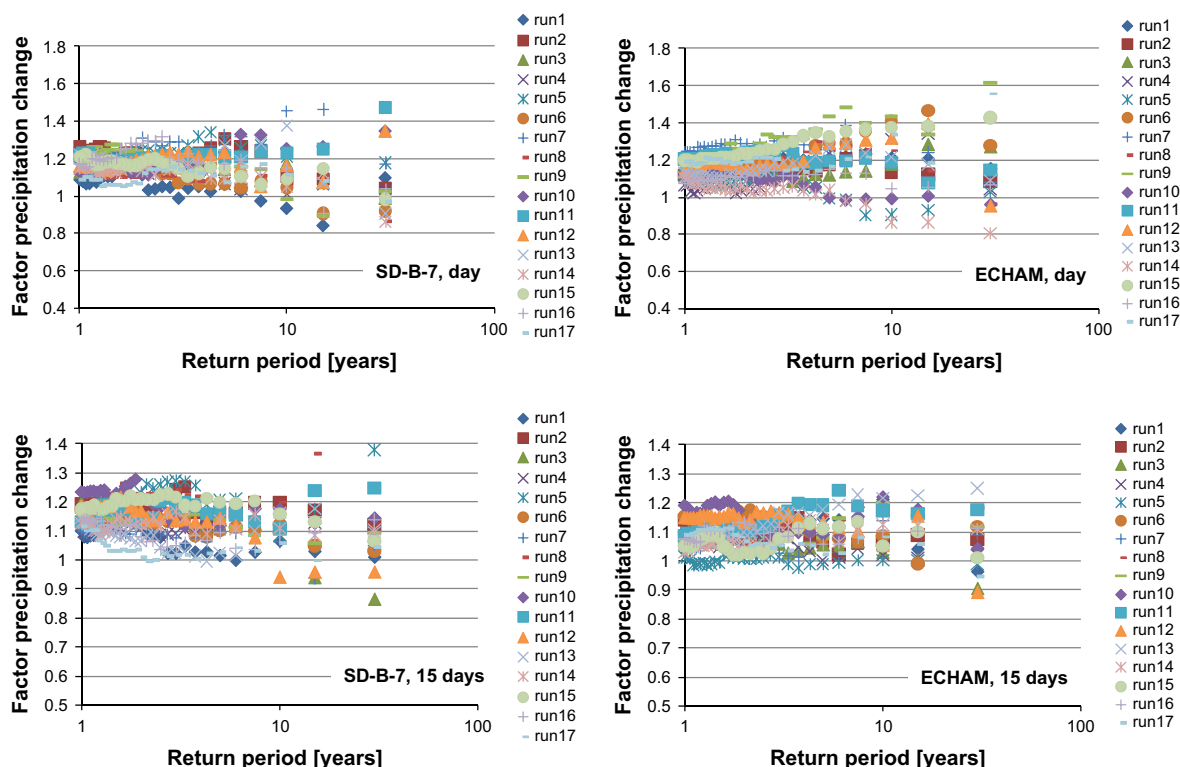 Factor precipitation change
1.8
1.6
1.4
1.2
1
0.8
0.6
0.4
1
10
100
Return period [years]
SD-B-7, day
run1
run2
run3
run4
run5
run6
run7
run8
run9
run10
run11
run12
run13
run14
run15
run16
run17
Factor precipitation change
1.8
1.6
1.4
1.2
1
0.8
0.6
0.4
1
10
100
Return period [years]
ECHAM, day
run1
run2
run3
run4
run5
run6
run7
run8
run9
run10
run11
run12
run13
run14
run15
run16
run17
Factor precipitation change
1.4
1.3
1.2
1.1
1
0.9
0.8
0.7
0.6
0.5
1
10
100
Return period [years]
SD-B-7, 15 days
run1
run2
run3
run4
run5
run6
run7
run8
run9
run10
run11
run12
run13
run14
run15
run16
run17
Factor precipitation change
1.4
1.3
1.2
1.1
1
0.9
0.8
0.7
0.6
0.5
1
10
100
Return period [years]
ECHAM, 15 days
run1
run2
run3
run4
run5
run6
run7
run8
run9
run10
run11
run12
run13
run14
run15
run16
run17